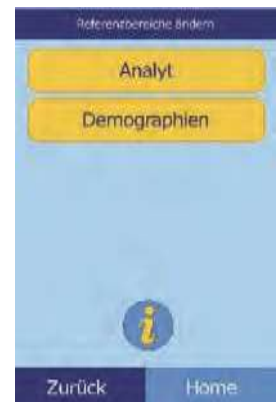 Referenzbereiche ändern
Analyt
Demographien
i
Zurück
Home